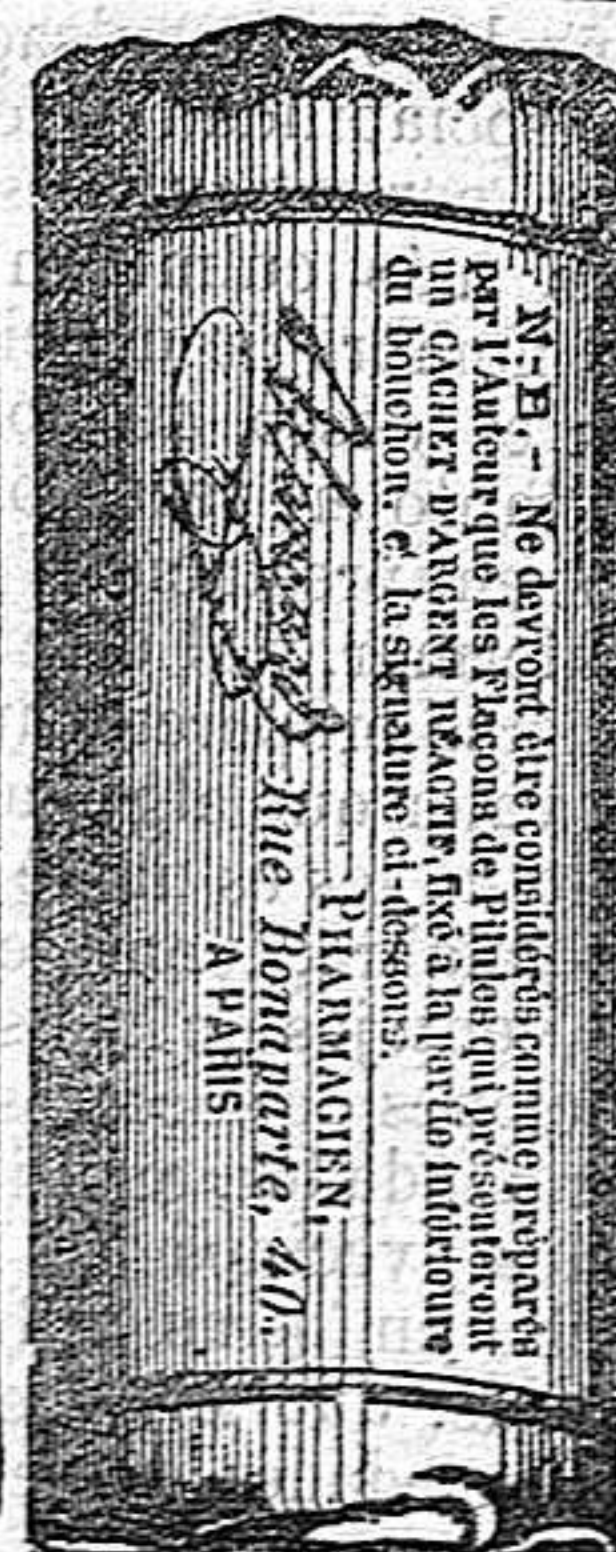 N.-B. - Ne devront être considérés comme préparés
par l'Auteur que les Flacons de Pilules qui présenteront
un CACHET D'ARGENT RÉACTIF, fixé à la partie inférieure
du bouchon, et la signature ci-dessous.
Blancard
PHARMACIEN,
Rue Bonaparte, 40.
A PARIS